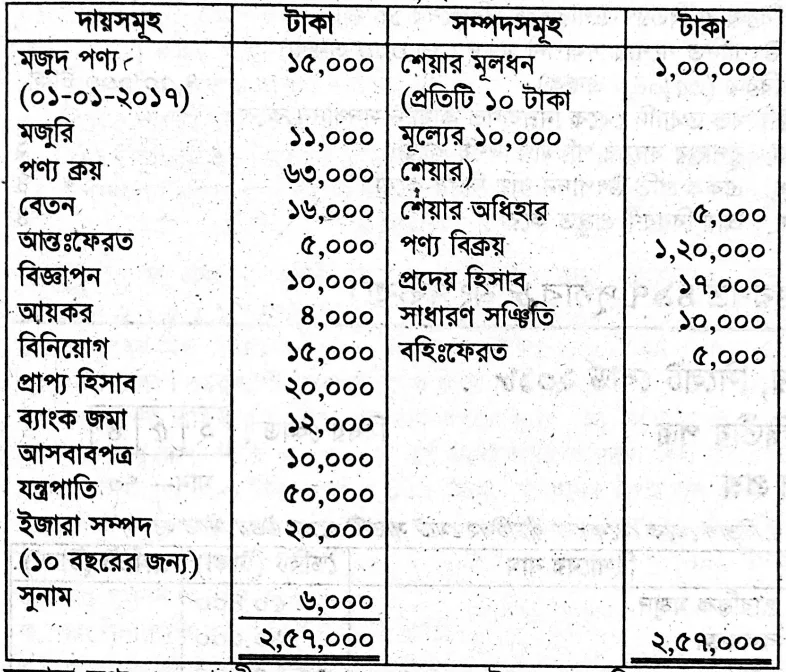 দায়সমূহ টাকা সম্পদসমূহ টাকা
মজুদ পণ্য ১৫,০০০ শেয়ার মূলধন ১,০০,০০০
(০১-০১-২০১৭) (প্রতিটি ১০ টাকা
মজুরি ১১,০০০ মূল্যের ১০,০০০
পণ্য ক্রয় ৬৩,০০০ শেয়ার)
বেতন ১৬,০০০ শেয়ার অধিহার ৫,০০০
আন্তঃফেরত ৫,০০০ পণ্য বিক্রয় ১,২০,০০০
বিজ্ঞাপন ১০,০০০ প্রদেয় হিসাব ১৭,০০০
আয়কর ৪,০০০ সাধারণ সঞ্চিতি ১০,০০০
বিনিয়োগ ১৫,০০০ বহিঃফেরত ৫,০০০
প্রাপ্য হিসাব ২০,০০০
ব্যাংক জমা ১২,০০০
আসবাবপত্র ১০,০০০
যন্ত্রপাতি ৫০,০০০
ইজারা সম্পদ ২০,০০০
(১০ বছরের জন্য)
সুনাম ৬,০০০
২,৫৭,০০০ ২,৫৭,০০০